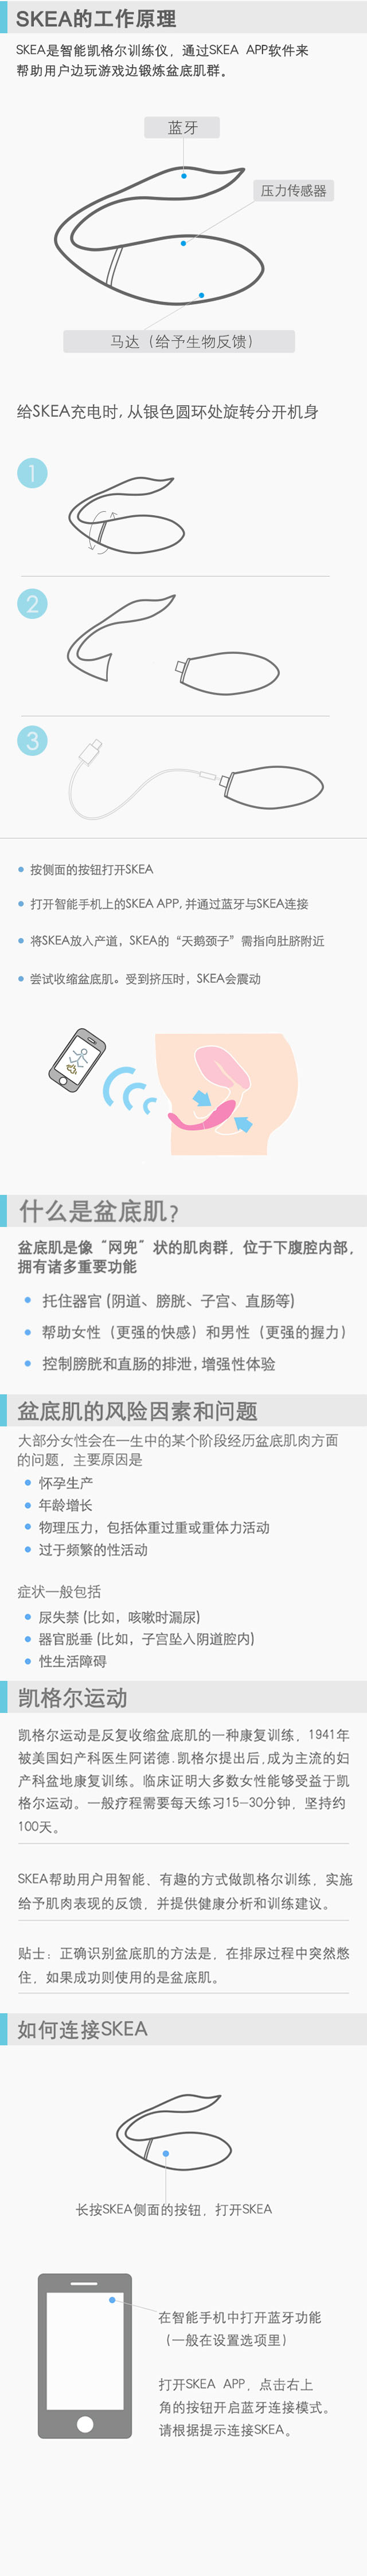 SKEA的工作原理
SKEA是智能凯格尔训练仪，通过SKEA APP软件来
帮助用户边玩游戏边锻炼盆底肌群。
蓝牙
压力传感器
马达（给予生物反馈）
给SKEA充电时, 从银色圆环处旋转分开机身
1
2
3
按侧面的按钮打开SKEA
打开智能手机上的SKEA APP, 并通过蓝牙与SKEA连接
将SKEA放入产道，SKEA的“天鹅颈子”需指向肚脐附近
尝试收缩盆底肌。受到挤压时，SKEA会震动
什么是盆底肌?
盆底肌是像“网兜”状的肌肉群，位于下腹腔内部，
拥有诸多重要功能
托住器官 (阴道、膀胱、子宫、直肠等)
帮助女性（更强的快感）和男性（更强的握力）
控制膀胱和直肠的排泄, 增强性体验
盆底肌的风险因素和问题
大部分女性会在一生中的某个阶段经历盆底肌肉方面
的问题，主要原因是
怀孕生产
年龄增长
物理压力，包括体重过重或重体力活动
过于频繁的性活动
症状一般包括
尿失禁 (比如，咳嗽时漏尿)
器官脱垂 (比如，子宫坠入阴道腔内)
性生活障碍
凯格尔运动
凯格尔运动是反复收缩盆底肌的一种康复训练，1941年
被美国妇产科医生阿诺德.凯格尔提出后, 成为主流的妇
产科盆地康复训练。临床证明大多数女性能够受益于凯
格尔运动。一般疗程需要每天练习15-30分钟，坚持约
100天。
SKEA帮助用户用智能、有趣的方式做凯格尔训练，实施
给予肌肉表现的反馈，并提供健康分析和训练建议。
贴士：正确识别盆底肌的方法是，在排尿过程中突然憋
住，如果成功则使用的是盆底肌。
如何连接SKEA
长按SKEA侧面的按钮，打开SKEA
在智能手机中打开蓝牙功能
（一般在设置选项里）
打开SKEA APP，点击右上
角的按钮开启蓝牙连接模式。
请根据提示连接SKEA。